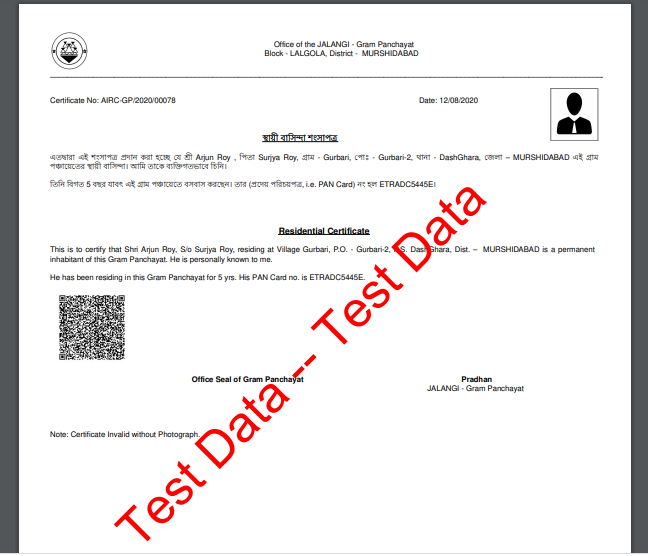 Office of the JALANGI - Gram Panchayat
Block - LALGOLA, District - MURSHIDABAD
Certificate No: AIRC-GP/2020/00078
Date: 12/08/2020
স্থায়ী বাসিন্দা শংসাপত্র
এতদ্বারা এই শংসাপত্র প্রদান করা হচ্ছে যে শ্রী Arjun Roy , পিতা Surjya Roy, গ্রাম - Gurbari, পোঃ - Gurbari-2, থানা - DashGhara, জেলা – MURSHIDABAD এই গ্রাম
পঞ্চায়েতের স্থায়ী বাসিন্দা। আমি তাকে ব্যক্তিগতভাবে চিনি।
তিনি বিগত 5 বছর যাবৎ এই গ্রাম পঞ্চায়েতে বসবাস করছেন। তার (প্রদেয় পরিচয়পত্র, i.e. PAN Card) নং হল ETRADC5445E।
Residential Certificate
This is to certify that Shri Arjun Roy, S/o Surjya Roy, residing at Village Gurbari, P.O. - Gurbari-2, P.S. DashGhara, Dist. – MURSHIDABAD is a permanent
inhabitant of this Gram Panchayat. He is personally known to me.
He has been residing in this Gram Panchayat for 5 yrs. His PAN Card no. is ETRADC5445E.
Office Seal of Gram Panchayat
Pradhan
JALANGI - Gram Panchayat
Note: Certificate Invalid without Photograph.
Test Data -- Test Data